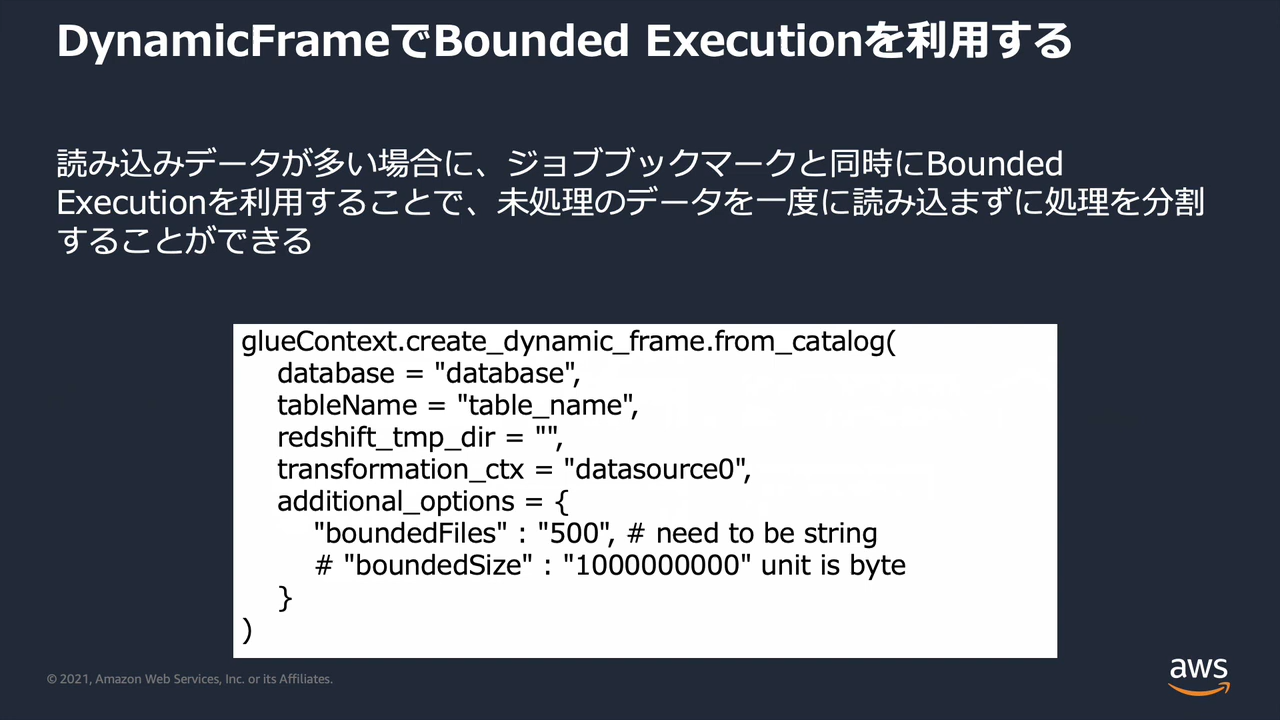 DynamicFrameでBounded Executionを利用する
読み込みデータが多い場合に、ジョブブックマークと同時にBounded
Executionを利用することで、未処理のデータを一度に読み込まずに処理を分割
することができる
glueContext.create_dynamic_frame.from_catalog(
    database = "database",
    tableName = "table_name",
    redshift_tmp_dir = "",
    transformation_ctx = "datasource0",
    additional_options = {
        "boundedFiles" : "500", # need to be string
        # "boundedSize" : "1000000000" unit is byte
    }
)
© 2021, Amazon Web Services, Inc. or its Affiliates.
aws